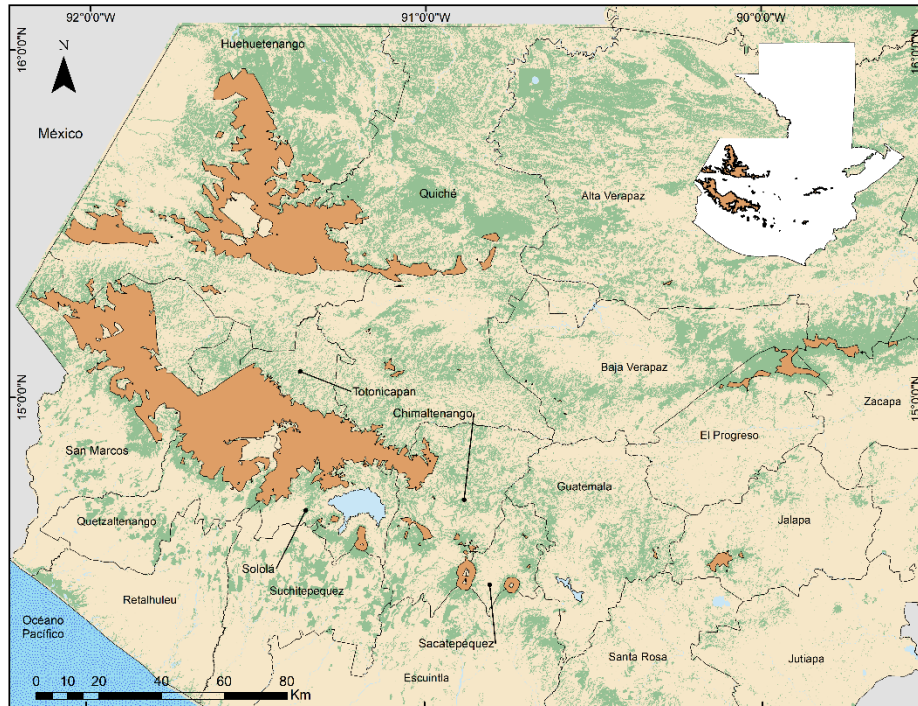 92°0'0"W
91°0'0"W
90°0'0"W
16°0'0"N
16°0'0"N
N
Huehuetenango
México
Quiché
Alta Verapaz
Baja Verapaz
15°0'0"N
15°0'0"N
Totonicapán
Chimaltenango
Zacapa
El Progreso
San Marcos
Guatemala
Quetzaltenango
Jalapa
Sololá
Suchitepequez
Retalhuleu
Océano
Pacífico
Sacatepéquez
Santa Rosa
Jutiapa
Escuintla
0 10 20 40 60 80
Km